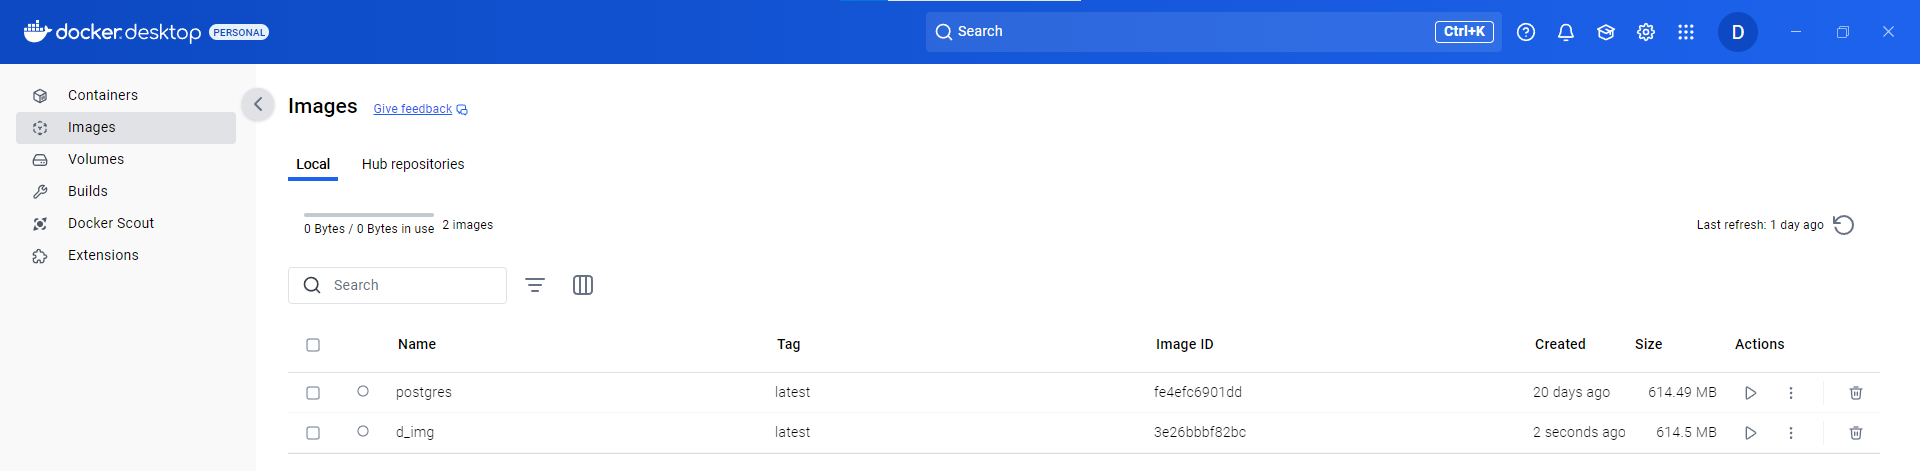 docker desktop PERSONAL
Search Ctrl+K D
Containers
Images
Volumes
Builds
Docker Scout
Extensions
Images Give feedback
Local Hub repositories
0 Bytes / 0 Bytes in use 2 images Last refresh: 1 day ago
Search
Name Tag Image ID Created Size Actions
postgres latest fe4efc6901dd 20 days ago 614.49 MB
d_img latest 3e26bbbf82bc 2 seconds ago 614.5 MB